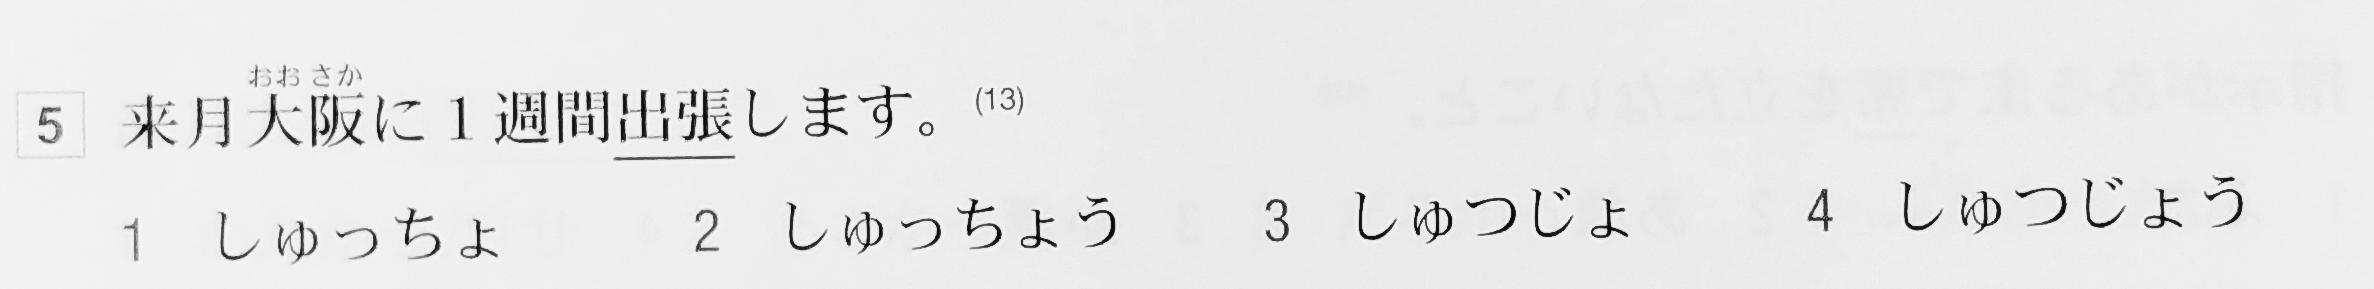 5 来月大阪に1週間出張します。(13)
おおさか
1 しゅっちょ 2 しゅっちょう 3 しゅつじょ 4 しゅつじょう